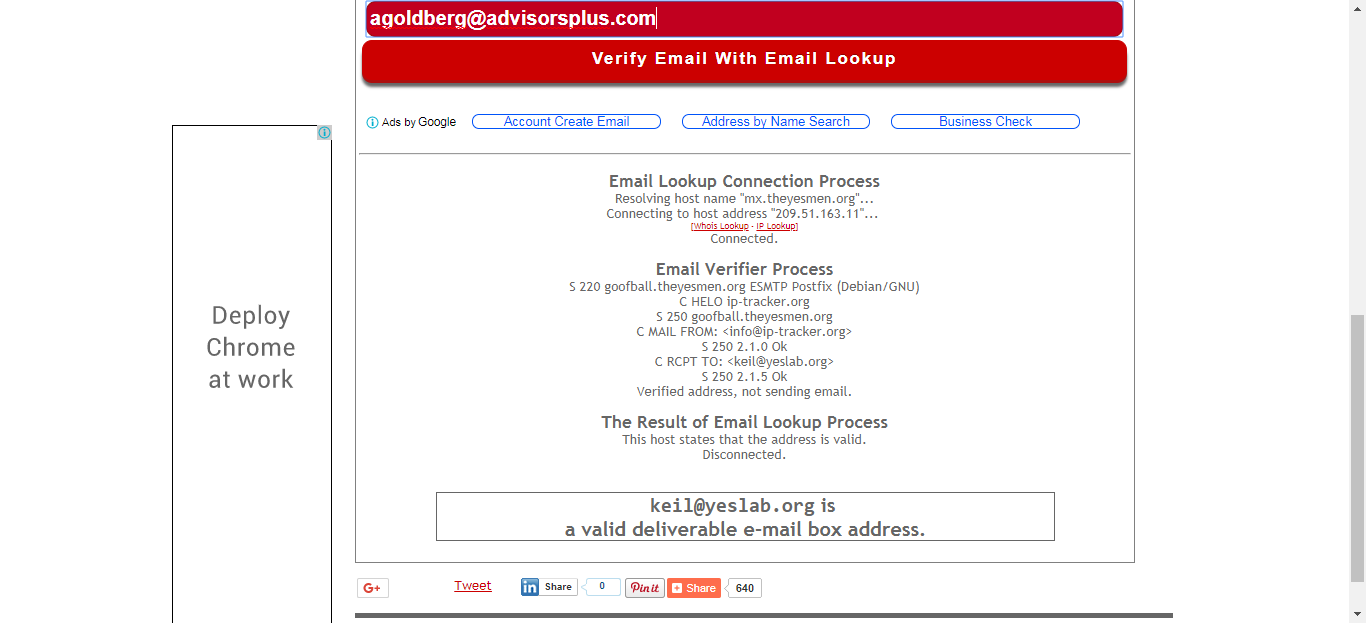 agoldberg@advisorsplus.com
Verify Email With Email Lookup
Ads by Google Account Create Email Address by Name Search Business Check
Email Lookup Connection Process
Resolving host name "mx.theyesmen.org"...
Connecting to host address "209.51.163.11"...
[Whois Lookup - IP Lookup]
Connected.
Email Verifier Process
S 220 goofball.theyesmen.org ESMTP Postfix (Debian/GNU)
C HELO ip-tracker.org
S 250 goofball.theyesmen.org
C MAIL FROM: <info@ip-tracker.org>
S 250 2.1.0 Ok
C RCPT TO: <keil@yeslab.org>
S 250 2.1.5 Ok
Verified address, not sending email.
The Result of Email Lookup Process
This host states that the address is valid.
Disconnected.
keil@yeslab.org is
a valid deliverable e-mail box address.
Deploy
Chrome
at work
G+ Tweet in Share 0 Pin it Share 640